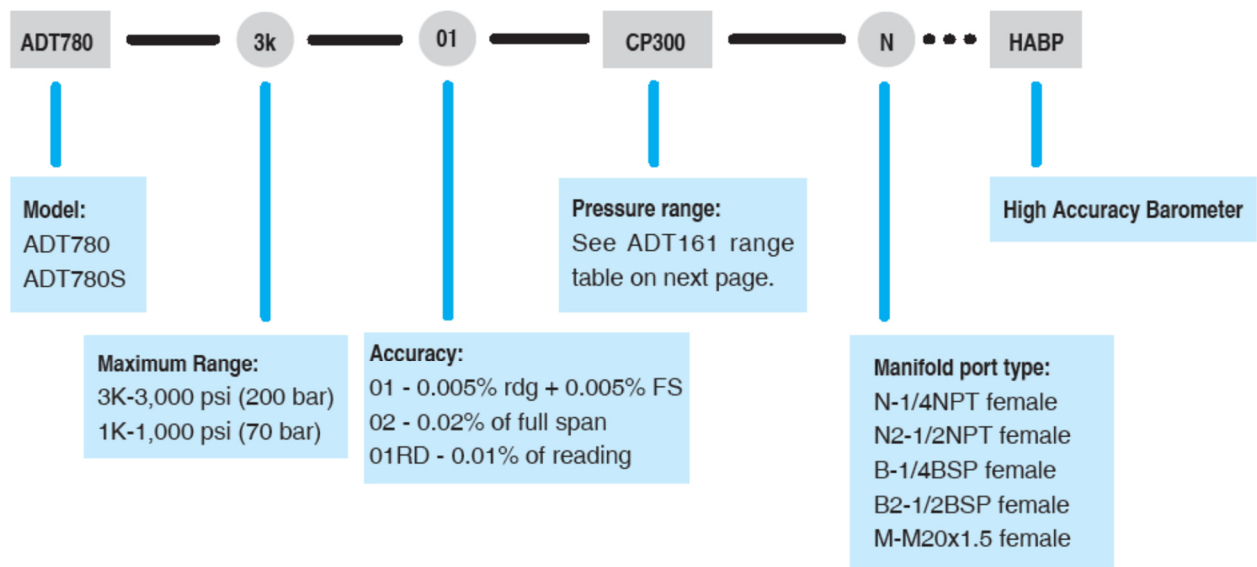 ADT780
3k
01
CP300
N
HABP
Model:
ADT780
ADT780S
Pressure range:
See ADT161 range
table on next page.
High Accuracy Barometer
Maximum Range:
3K-3,000 psi (200 bar)
1K-1,000 psi (70 bar)
Accuracy:
01 - 0.005% rdg + 0.005% FS
02 - 0.02% of full span
01RD - 0.01% of reading
Manifold port type:
N-1/4NPT female
N2-1/2NPT female
B-1/4BSP female
B2-1/2BSP female
M-M20x1.5 female